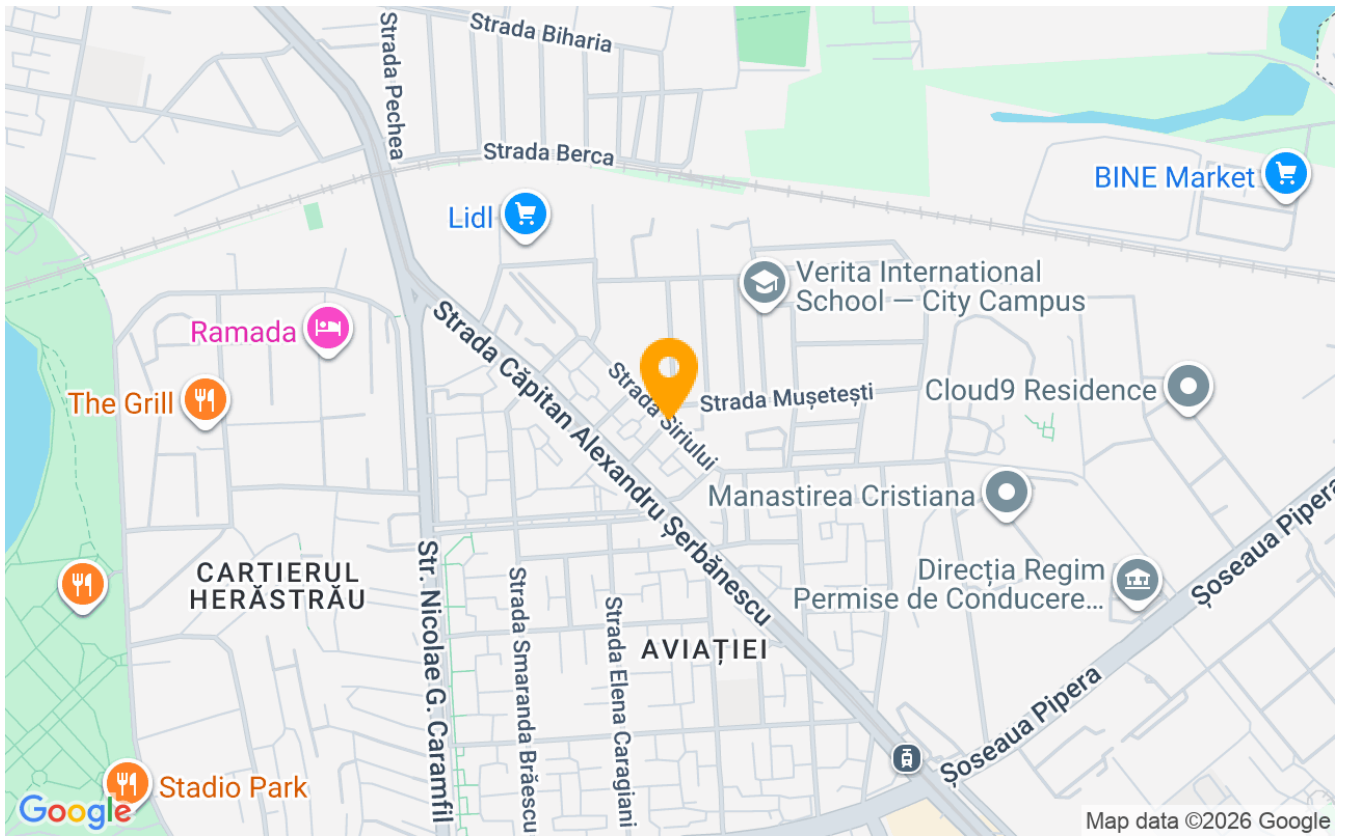 Strada Biharia
Strada Pechea
Strada Berca
BINE Market
Lidl
Verita International
School — City Campus
Ramada
Strada Căpitan Alexandru Șerbănescu
The Grill
Strada Siriului
Strada Mușetești
Cloud9 Residence
Manastirea Cristiana
Șoseaua Pipera
CARTIERUL
HERĂSTRĂU
Str. Nicolae G. Caramfil
Strada Smaranda Brăescu
Strada Elena Caragiani
Direcția Regim
Permise de Conducere...
AVIAȚIEI
Șoseaua Pipera
Stadio Park
Google
Map data ©2026 Google